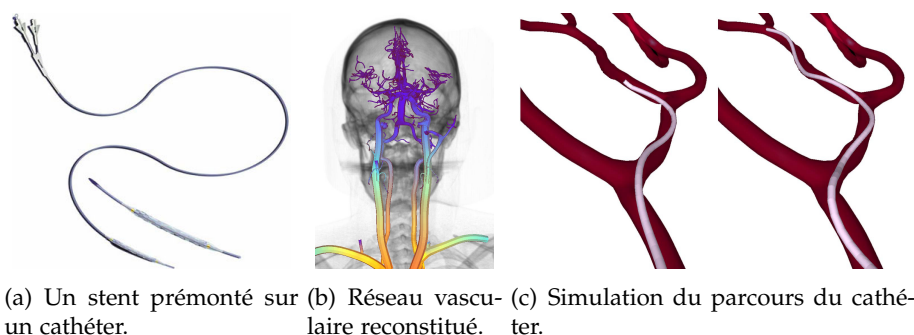 (a) Un stent prémonté sur
un cathéter.
(b) Réseau vascu-
laire reconstitué.
(c) Simulation du parcours du cathé-
ter.